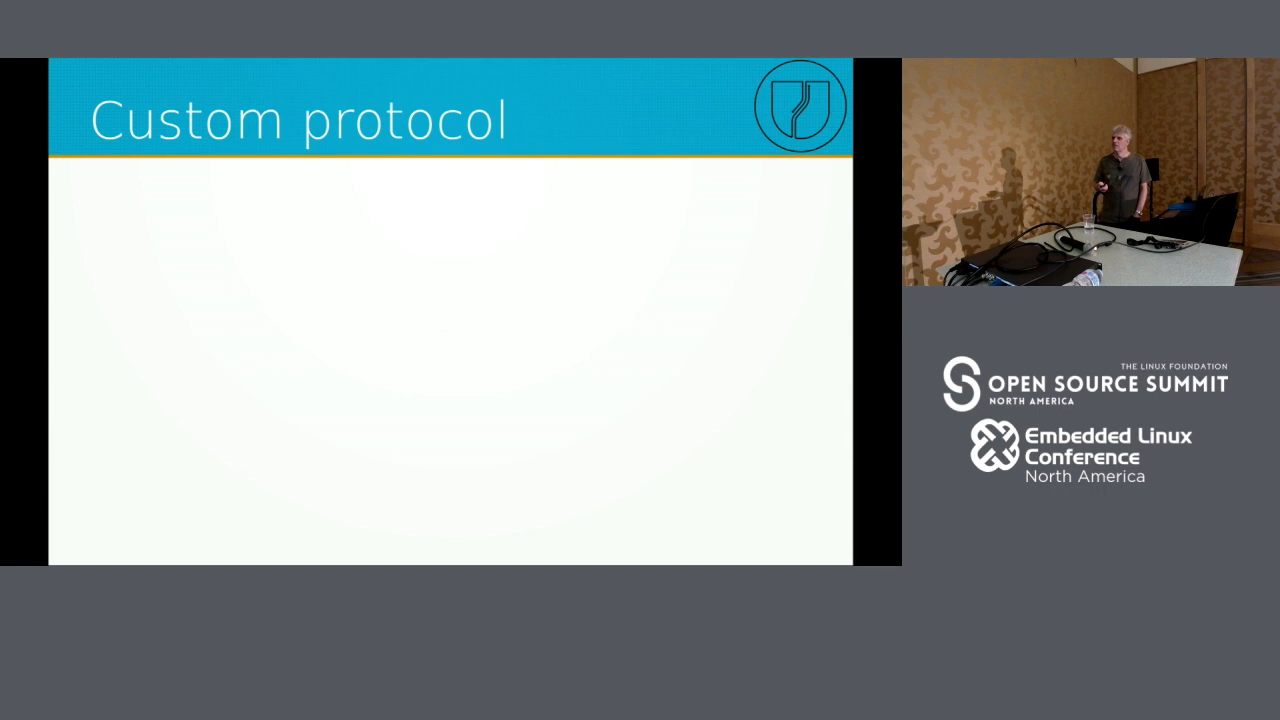 Custom protocol
THE LINUX FOUNDATION
OPEN SOURCE SUMMIT
NORTH AMERICA
Embedded Linux
Conference
North America